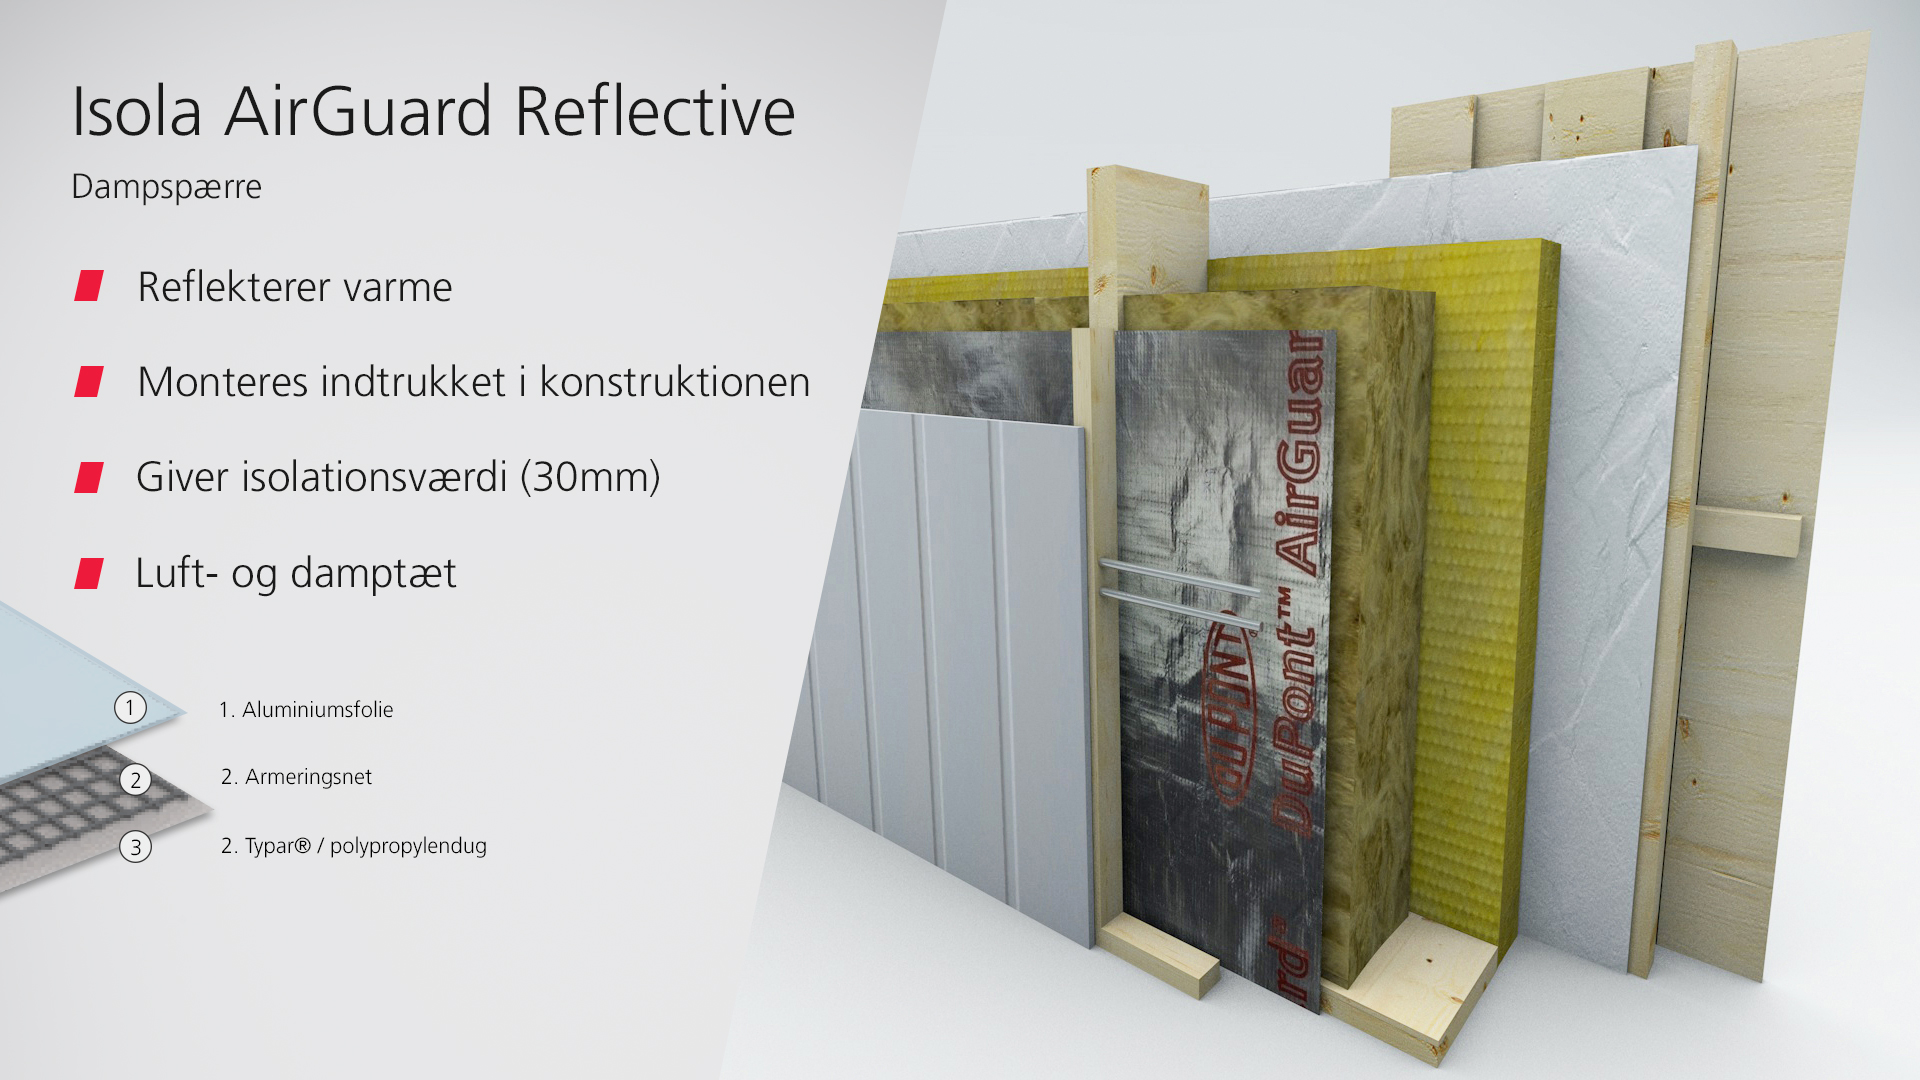 Isola AirGuard Reflective
Dampspærre
Reflekterer varme
Monteres indtrukket i konstruktionen
Giver isolationsværdi (30mm)
Luft- og damptæt
1 1. Aluminiumsfolie
2 2. Armeringsnet
3 2. Typar® / polypropylendug
DuPont™ AirGuar
DUPONT®
rd®